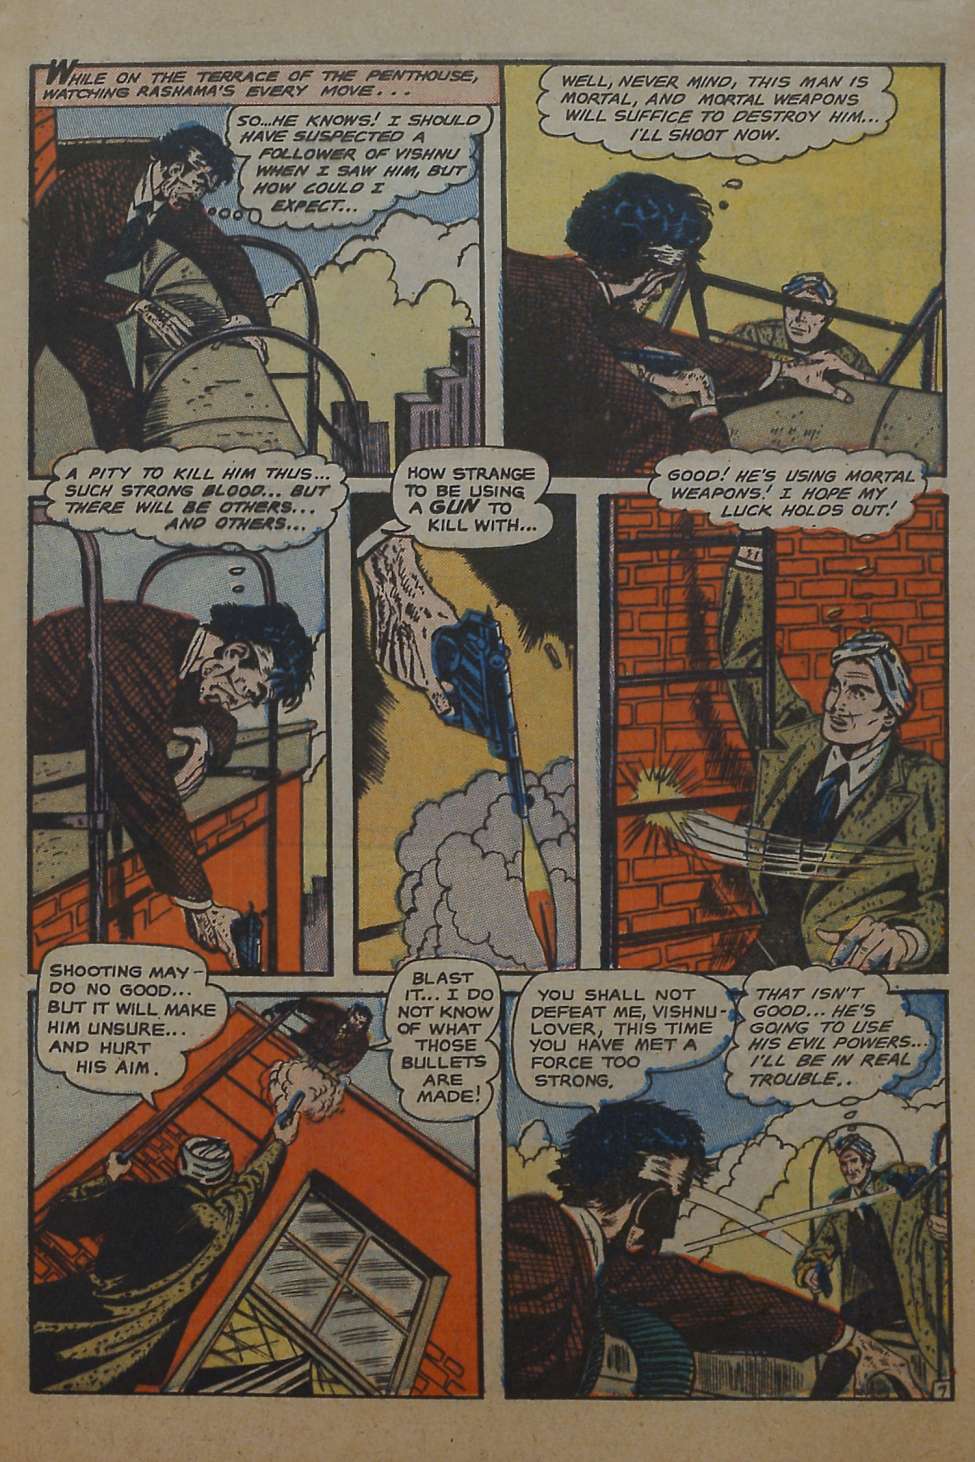 WHILE ON THE TERRACE OF THE PENTHOUSE,
WATCHING RASHAMA'S EVERY MOVE...
SO...HE KNOWS! I SHOULD
HAVE SUSPECTED A
FOLLOWER OF VISHNU
WHEN I SAW HIM, BUT
HOW COULD I
EXPECT...
WELL, NEVER MIND, THIS MAN IS
MORTAL, AND MORTAL WEAPONS
WILL SUFFICE TO DESTROY HIM...
I'LL SHOOT NOW.
A PITY TO KILL HIM THUS...
SUCH STRONG BLOOD... BUT
THERE WILL BE OTHERS...
AND OTHERS...
HOW STRANGE
TO BE USING
A GUN TO
KILL WITH...
GOOD! HE'S USING MORTAL
WEAPONS! I HOPE MY
LUCK HOLDS OUT!
SHOOTING MAY
DO NO GOOD...
BUT IT WILL MAKE
HIM UNSURE...
AND HURT
HIS AIM.
BLAST
IT... I DO
NOT KNOW
OF WHAT
THOSE
BULLETS
ARE
MADE!
YOU SHALL NOT
DEFEAT ME, VISHNU-
LOVER, THIS TIME
YOU HAVE MET A
FORCE TOO
STRONG.
THAT ISN'T
GOOD... HE'S
GOING TO USE
HIS EVIL POWERS...
I'LL BE IN REAL
TROUBLE..
7